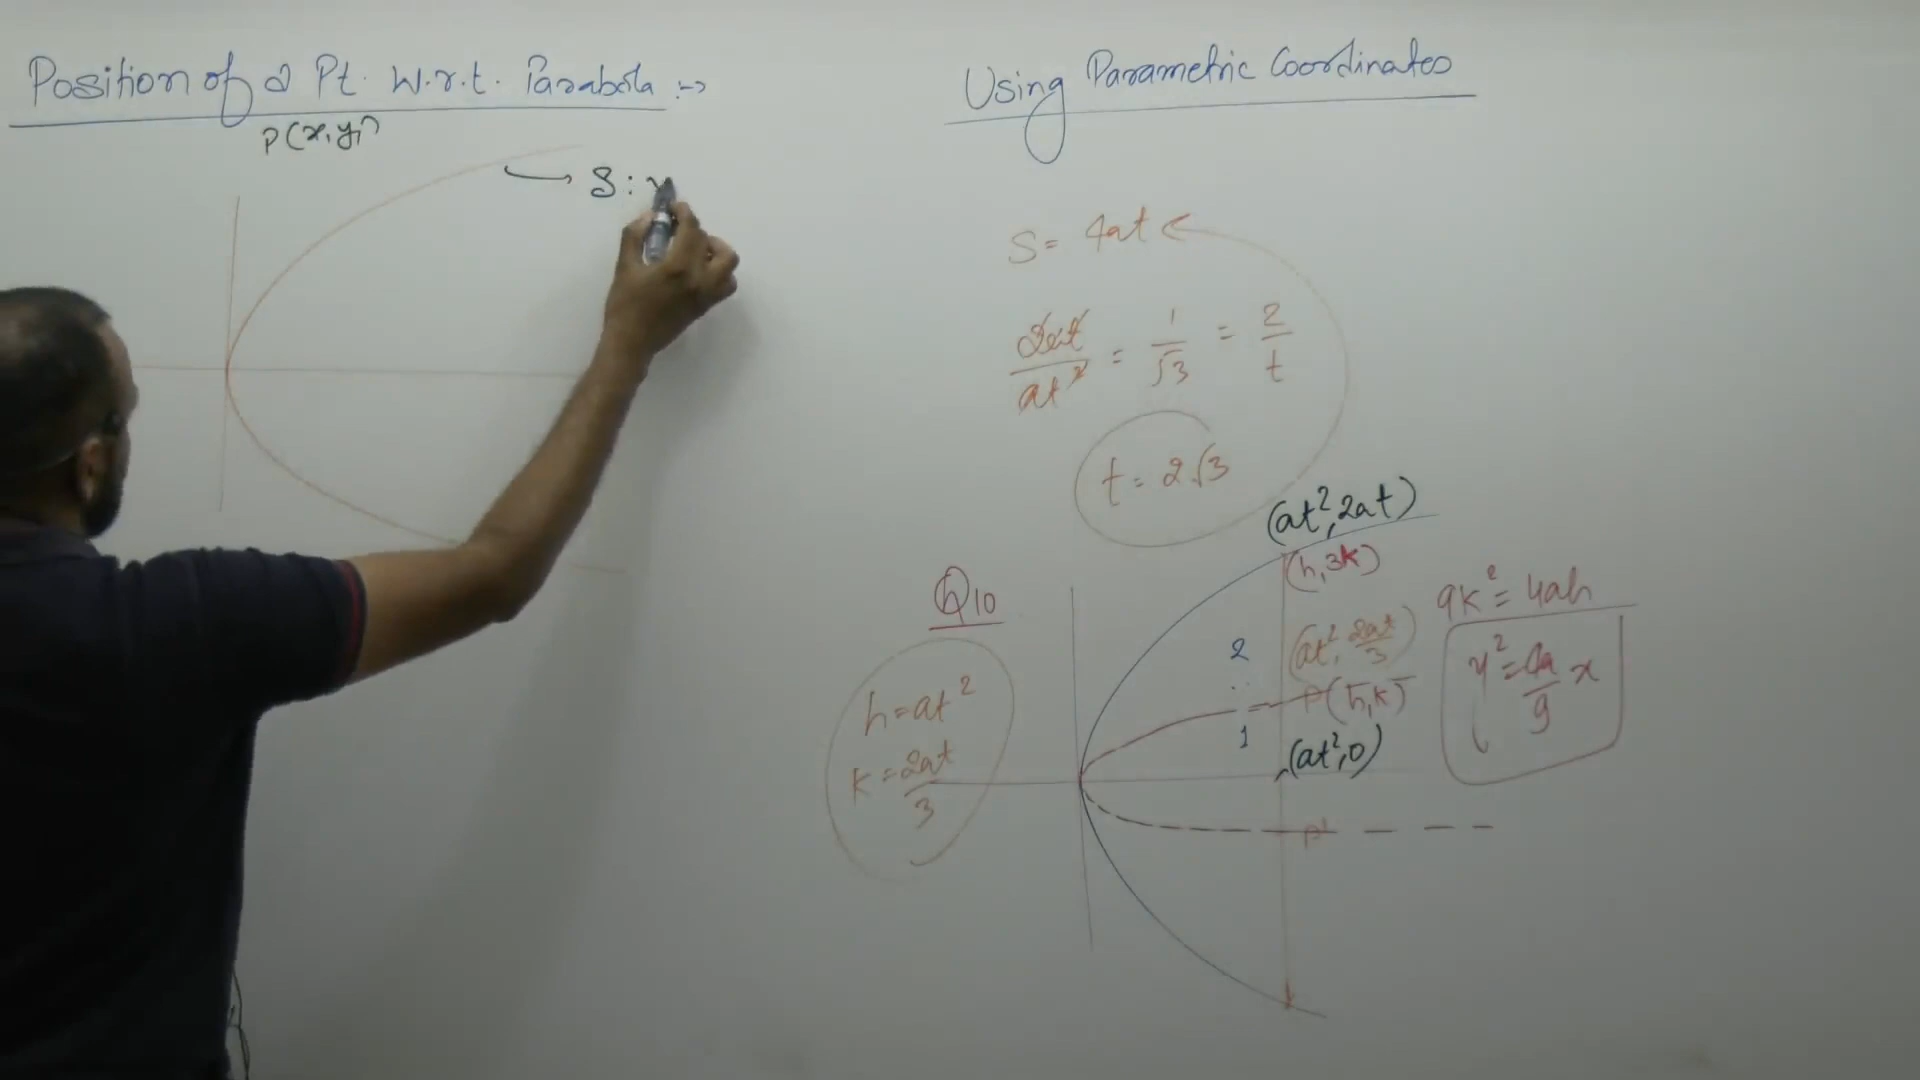 Position of a Pt. w.r.t. Parabola :->
P(x, y,)
S : y
Using Parametric Coordinates
S = 4at
2at/at² = 1/√3 = 2/t
t = 2√3
(at², 2at)
(h, 3k)
Q10
9k² = 4ah
2
(at², 2at/3)
y² = 4a/9 x
h = at²
P(h, k)
1
(at², 0)
k = 2at/3
P'